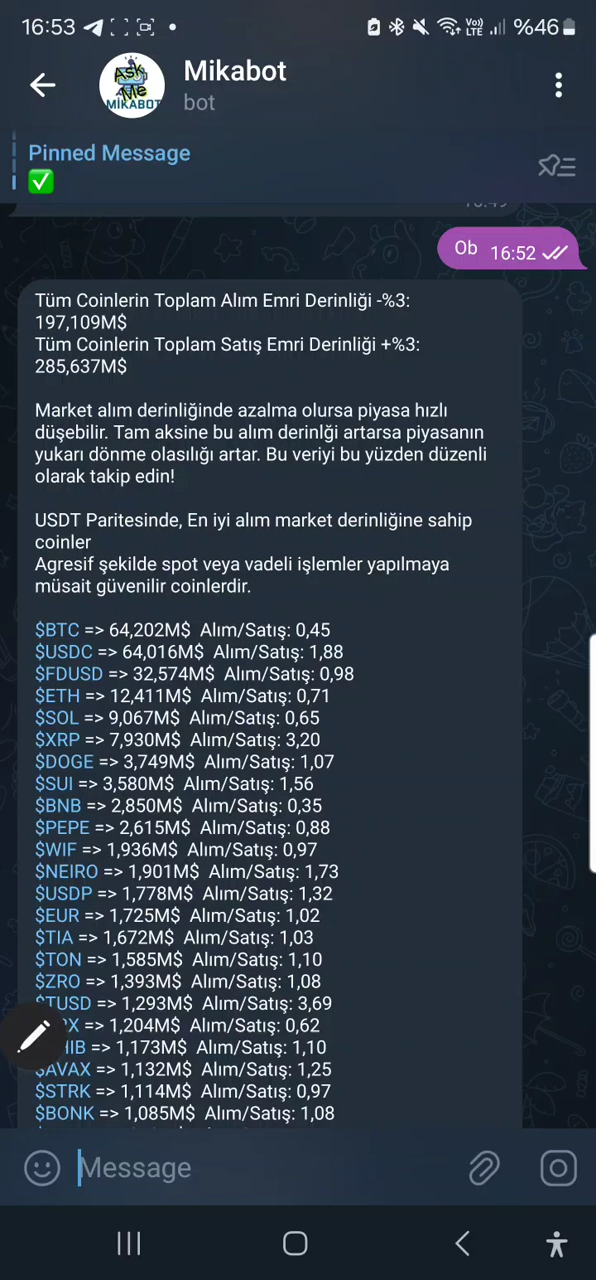 16:53
Vo)) LTE
%46
Ask Me MİKABOT
Mikabot
bot
Pinned Message
Ob 16:52
Tüm Coinlerin Toplam Alım Emri Derinliği -%3:
197,109M$
Tüm Coinlerin Toplam Satış Emri Derinliği +%3:
285,637M$
Market alım derinliğinde azalma olursa piyasa hızlı
düşebilir. Tam aksine bu alım derinlği artarsa piyasanın
yukarı dönme olasılığı artar. Bu veriyi bu yüzden düzenli
olarak takip edin!
USDT Paritesinde, En iyi alım market derinliğine sahip
coinler
Agresif şekilde spot veya vadeli işlemler yapılmaya
müsait güvenilir coinlerdir.
$BTC => 64,202M$ Alım/Satış: 0,45
$USDC => 64,016M$ Alım/Satış: 1,88
$FDUSD => 32,574M$ Alım/Satış: 0,98
$ETH => 12,411M$ Alım/Satış: 0,71
$SOL => 9,067M$ Alım/Satış: 0,65
$XRP => 7,930M$ Alım/Satış: 3,20
$DOGE => 3,749M$ Alım/Satış: 1,07
$SUI => 3,580M$ Alım/Satış: 1,56
$BNB => 2,850M$ Alım/Satış: 0,35
$PEPE => 2,615M$ Alım/Satış: 0,88
$WIF => 1,936M$ Alım/Satış: 0,97
$NEIRO => 1,901M$ Alım/Satış: 1,73
$USDP => 1,778M$ Alım/Satış: 1,32
$EUR => 1,725M$ Alım/Satış: 1,02
$TIA => 1,672M$ Alım/Satış: 1,03
$TON => 1,585M$ Alım/Satış: 1,10
$ZRO => 1,393M$ Alım/Satış: 1,08
$TUSD => 1,293M$ Alım/Satış: 3,69
=> 1,204M$ Alım/Satış: 0,62
=> 1,173M$ Alım/Satış: 1,10
$AVAX => 1,132M$ Alım/Satış: 1,25
$STRK => 1,114M$ Alım/Satış: 0,97
$BONK => 1,085M$ Alım/Satış: 1,08
Message